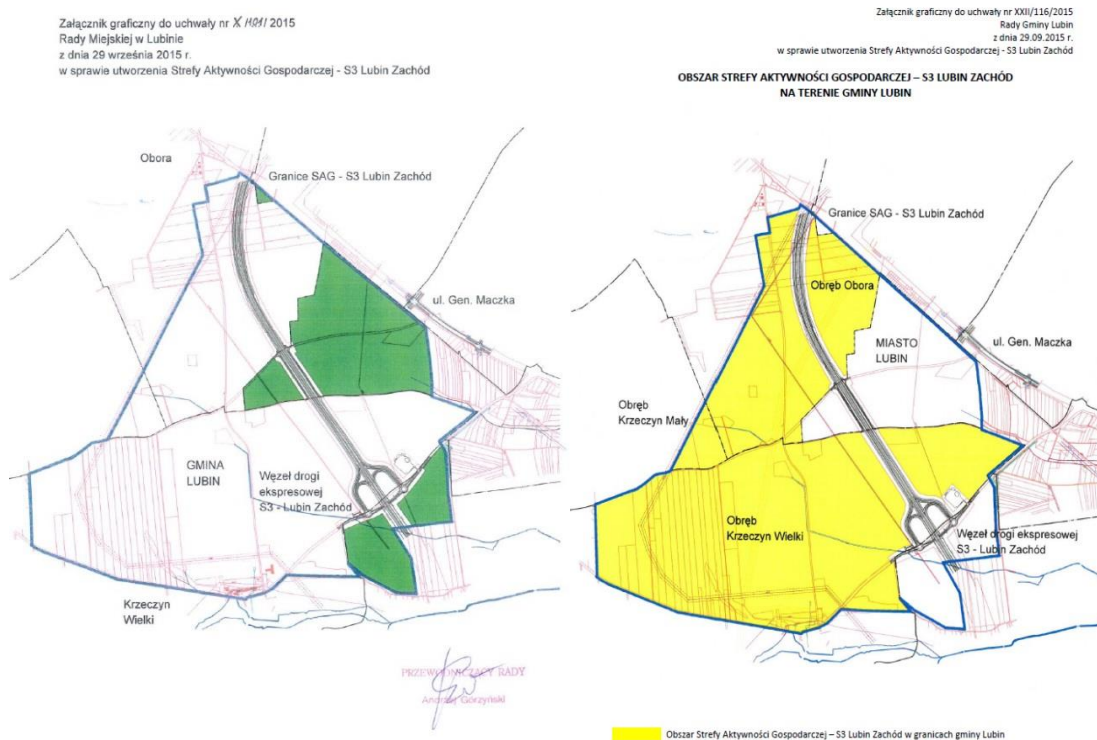 Załącznik graficzny do uchwały nr X 2015
Rady Miejskiej w Lubinie
z dnia 29 września 2015 r.
w sprawie utworzenia Strefy Aktywności Gospodarczej - S3 Lubin Zachód
Obora
Granice SAG - S3 Lubin Zachód
ul. Gen. Maczka
GMINA
LUBIN
Węzeł drogi
ekspresowej
S3 - Lubin Zachód
Krzeczyn
Wielki
PRZEWODNICZĄCY RADY
Andrzej Górzyński
Załącznik graficzny do uchwały nr XXII/116/2015
Rady Gminy Lubin
z dnia 29.09.2015 r.
w sprawie utworzenia Strefy Aktywności Gospodarczej - S3 Lubin Zachód
OBSZAR STREFY AKTYWNOŚCI GOSPODARCZEJ – S3 LUBIN ZACHÓD
NA TERENIE GMINY LUBIN
Granice SAG - S3 Lubin Zachód
Obręb Obora
MIASTO
LUBIN
ul. Gen. Maczka
Obręb
Krzeczyn Mały
Obręb
Krzeczyn Wielki
Węzeł drogi ekspresowej
S3 - Lubin Zachód
Obszar Strefy Aktywności Gospodarczej – S3 Lubin Zachód w granicach gminy Lubin